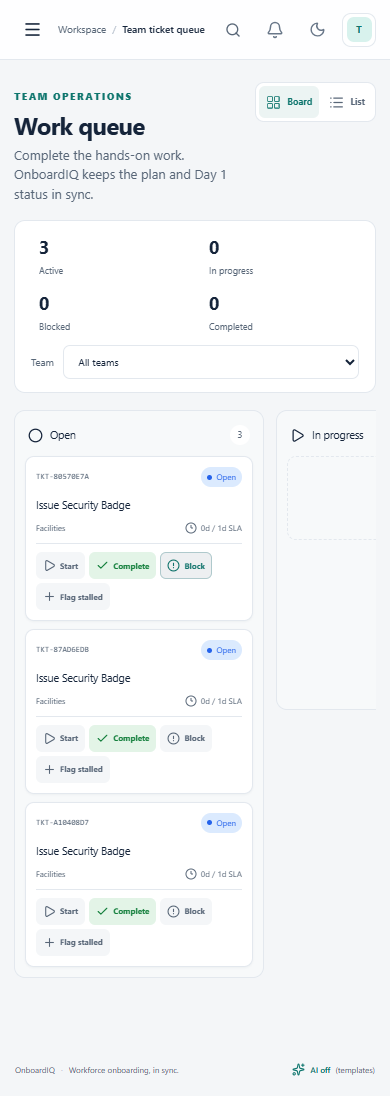 Workspace / Team ticket queue
T
TEAM OPERATIONS
Board
List
Work queue
Complete the hands-on work.
OnboardIQ keeps the plan and Day 1
status in sync.
3
Active
0
In progress
0
Blocked
0
Completed
Team
All teams
Open
3
In progress
TKT-80570E7A
Open
Issue Security Badge
Facilities
0d / 1d SLA
Start
Complete
Block
Flag stalled
TKT-87AD6EDB
Open
Issue Security Badge
Facilities
0d / 1d SLA
Start
Complete
Block
Flag stalled
TKT-A10408D7
Open
Issue Security Badge
Facilities
0d / 1d SLA
Start
Complete
Block
Flag stalled
OnboardIQ · Workforce onboarding, in sync.
AI off (templates)